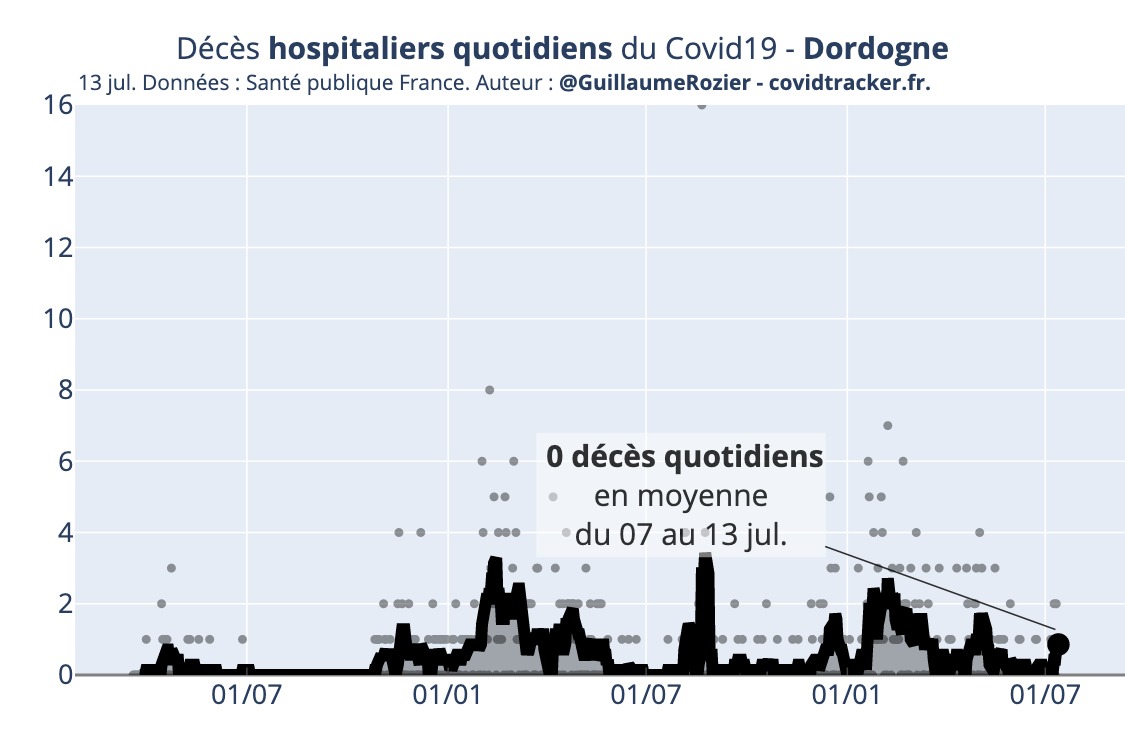 Décès hospitaliers quotidiens du Covid19 - Dordogne
13 jul. Données : Santé publique France. Auteur : @GuillaumeRozier - covidtracker.fr.
16
14
12
10
8
6
4
2
0
0 décès quotidiens
en moyenne
du 07 au 13 jul.
01/07
01/01
01/07
01/01
01/07